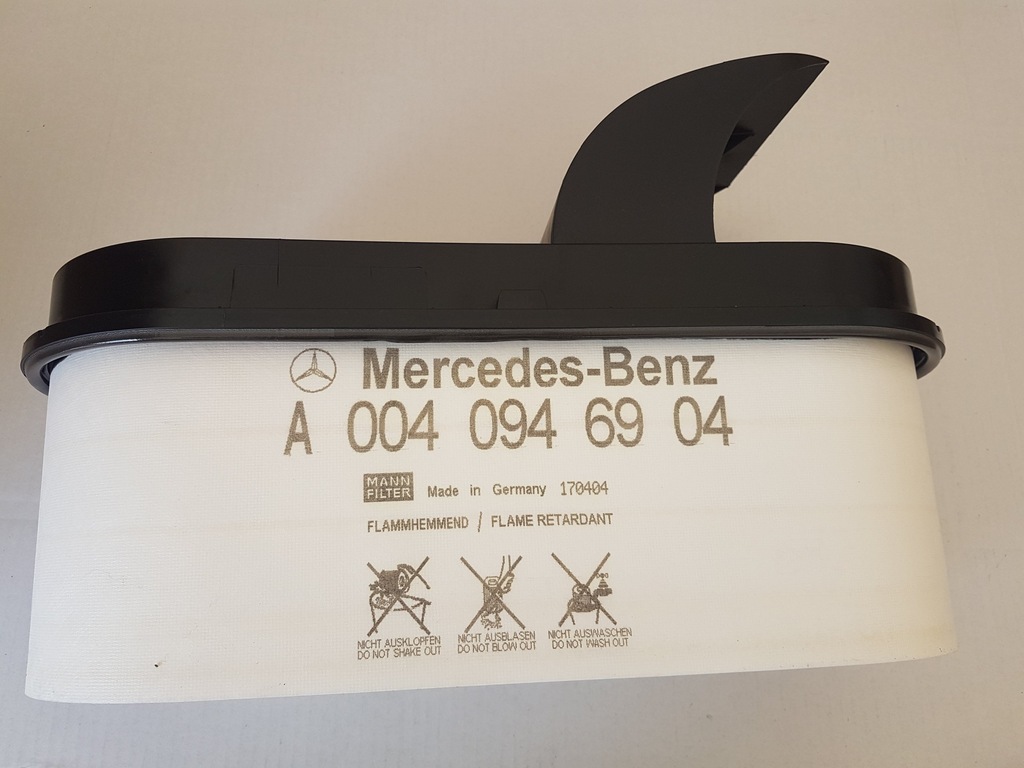 Mercedes-Benz
A 004 094 69 04
MANN
FILTER
Made in Germany 170404
FLAMMHEMMEND / FLAME RETARDANT
NICHT AUSKLOPFEN
DO NOT SHAKE OUT
NICHT AUSBLASEN
DO NOT BLOW OUT
NICHT AUSWASCHEN
DO NOT WASH OUT